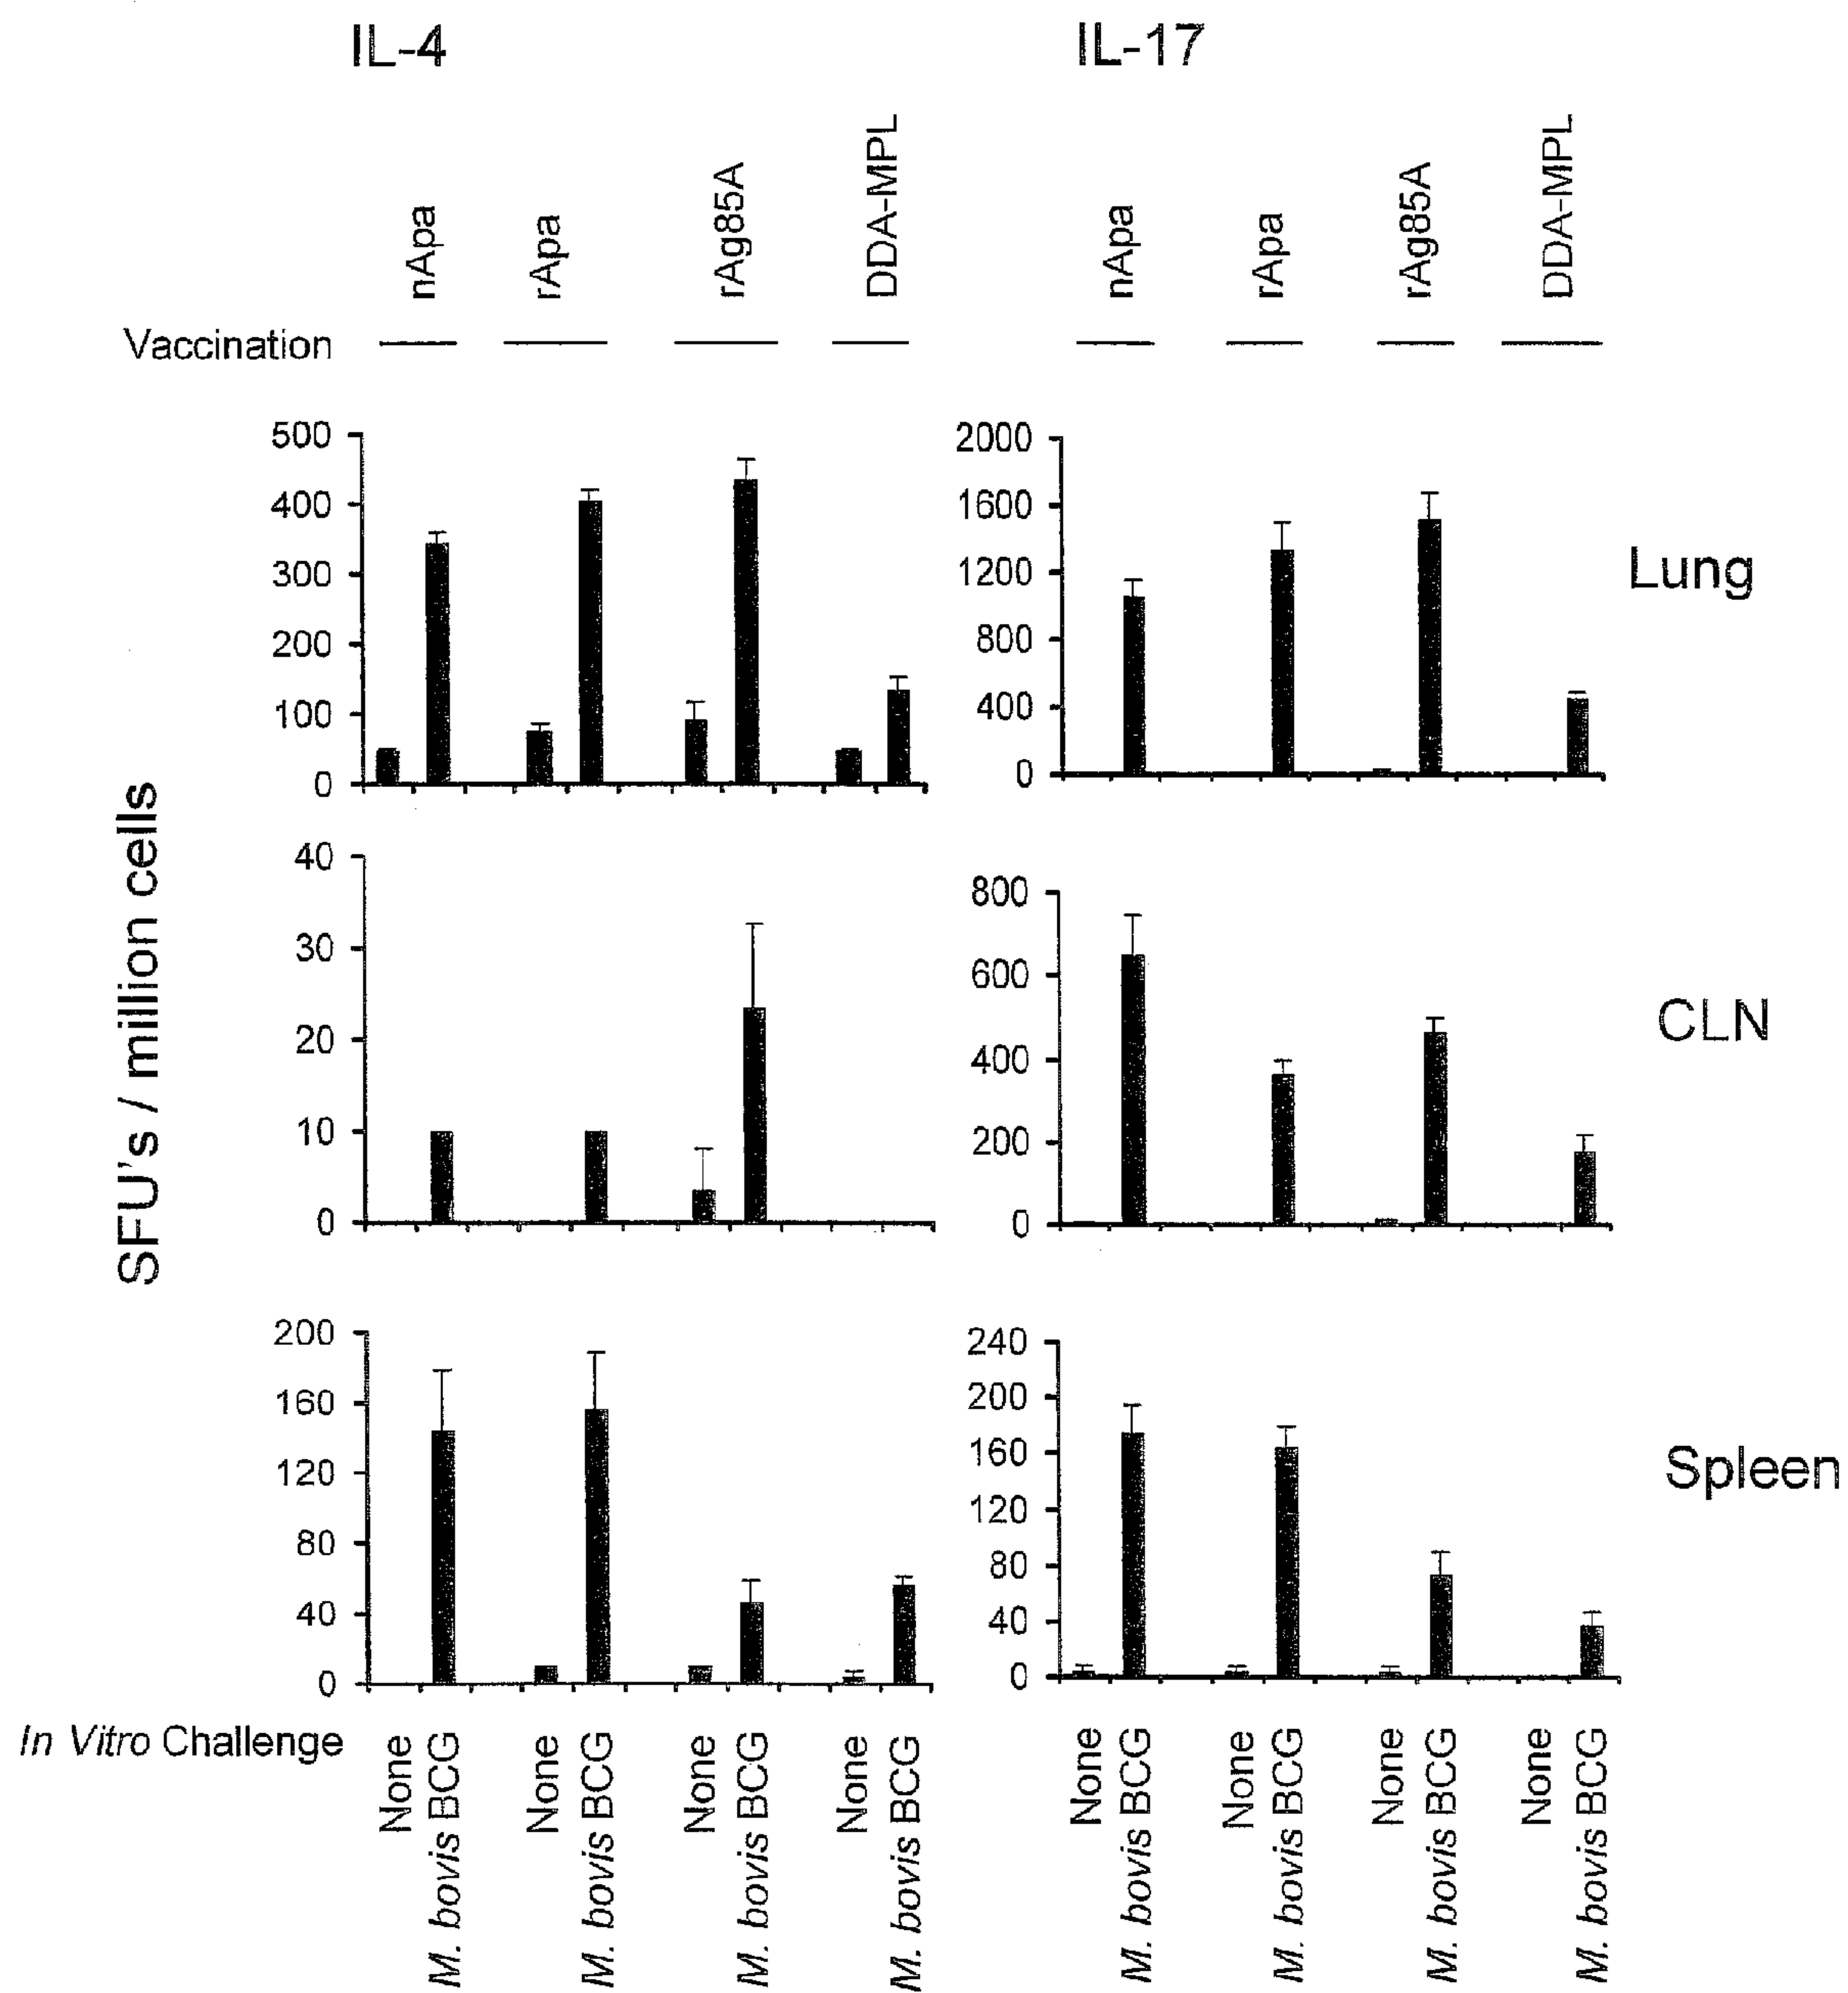 IL-4 IL-17
nApa rApa rAg85A DDA-MPL nApa rApa rAg85A DDA-MPL
Vaccination
500
400
300
200
100
0
2000
1600
1200
800
400
0
Lung
SFU's / million cells
40
30
20
10
0
800
600
400
200
0
CLN
200
160
120
80
40
0
240
200
160
120
80
40
0
Spleen
In Vitro Challenge
None
M. bovis BCG
None
M. bovis BCG
None
M. bovis BCG
None
M. bovis BCG
None
M. bovis BCG
None
M. bovis BCG
None
M. bovis BCG
None
M. bovis BCG